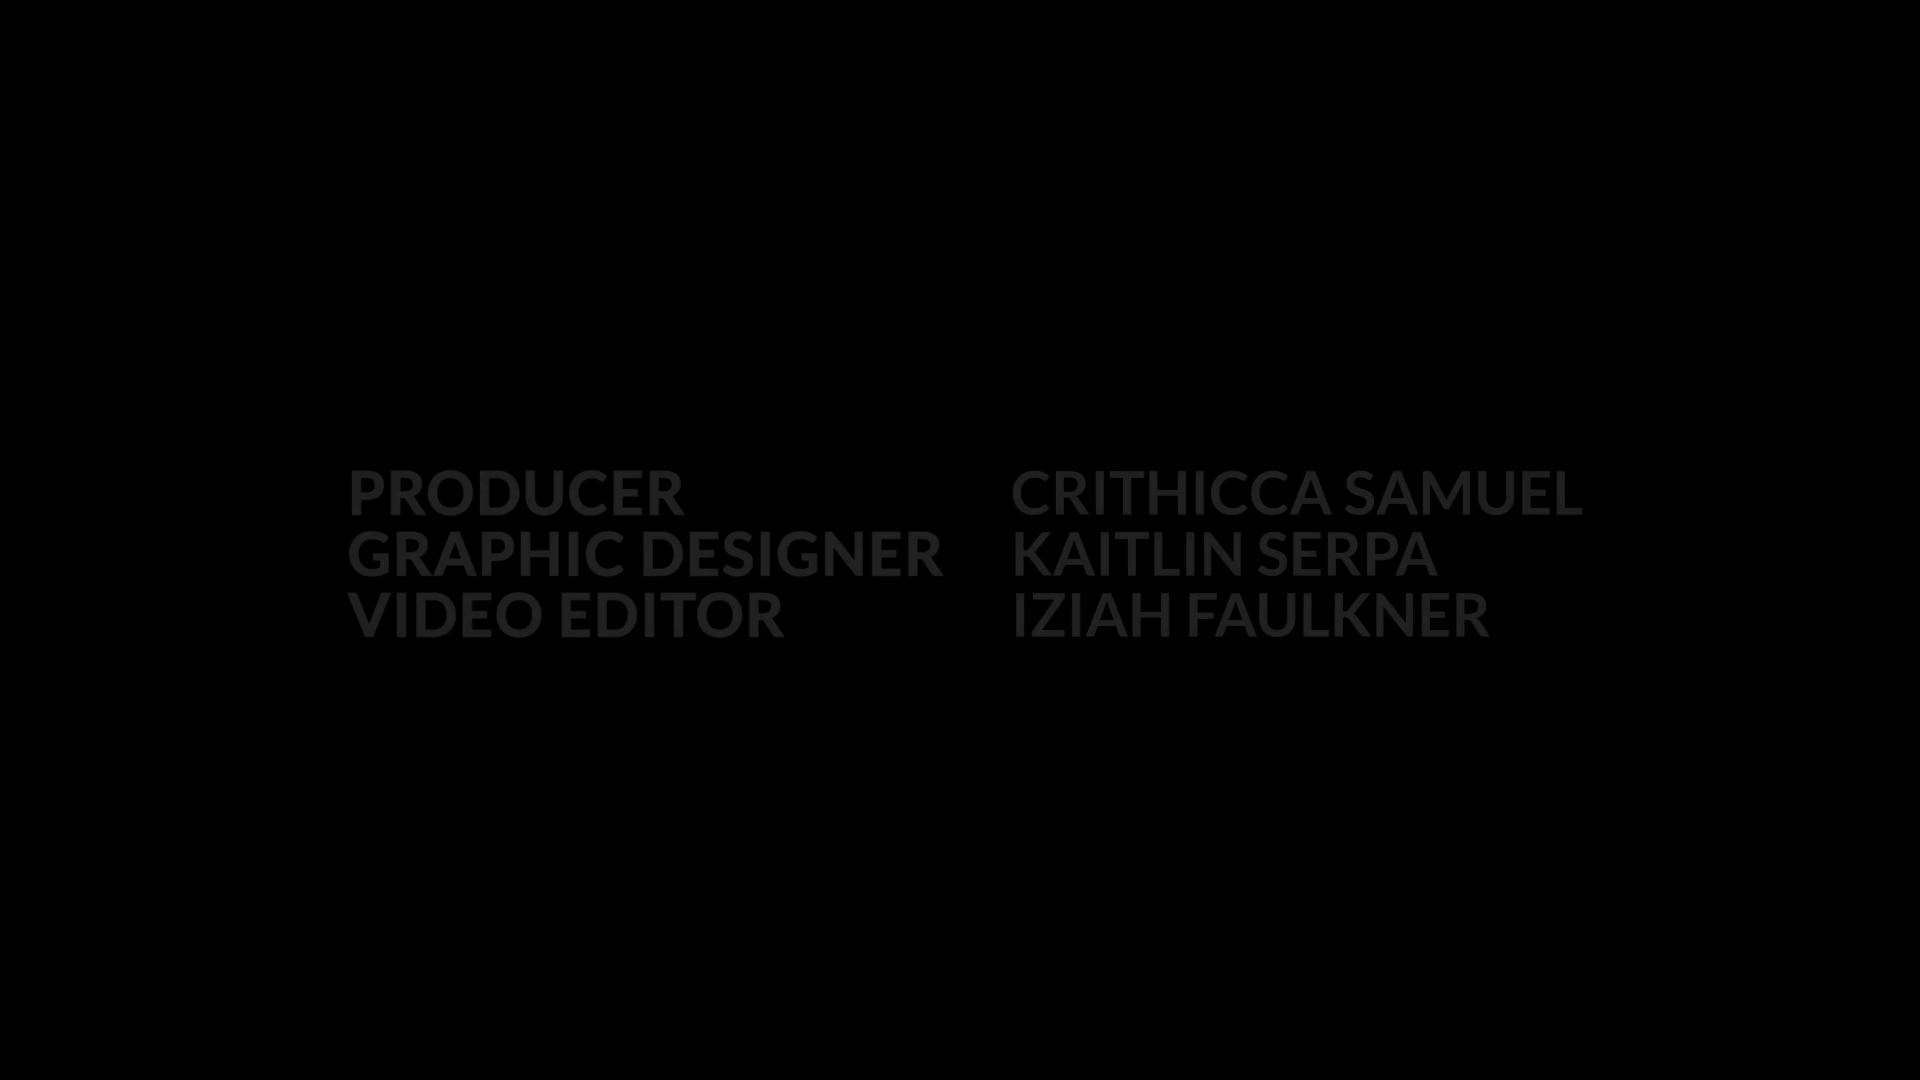 PRODUCER CRITHICCA SAMUEL
GRAPHIC DESIGNER KAITLIN SERPA
VIDEO EDITOR IZIAH FAULKNER